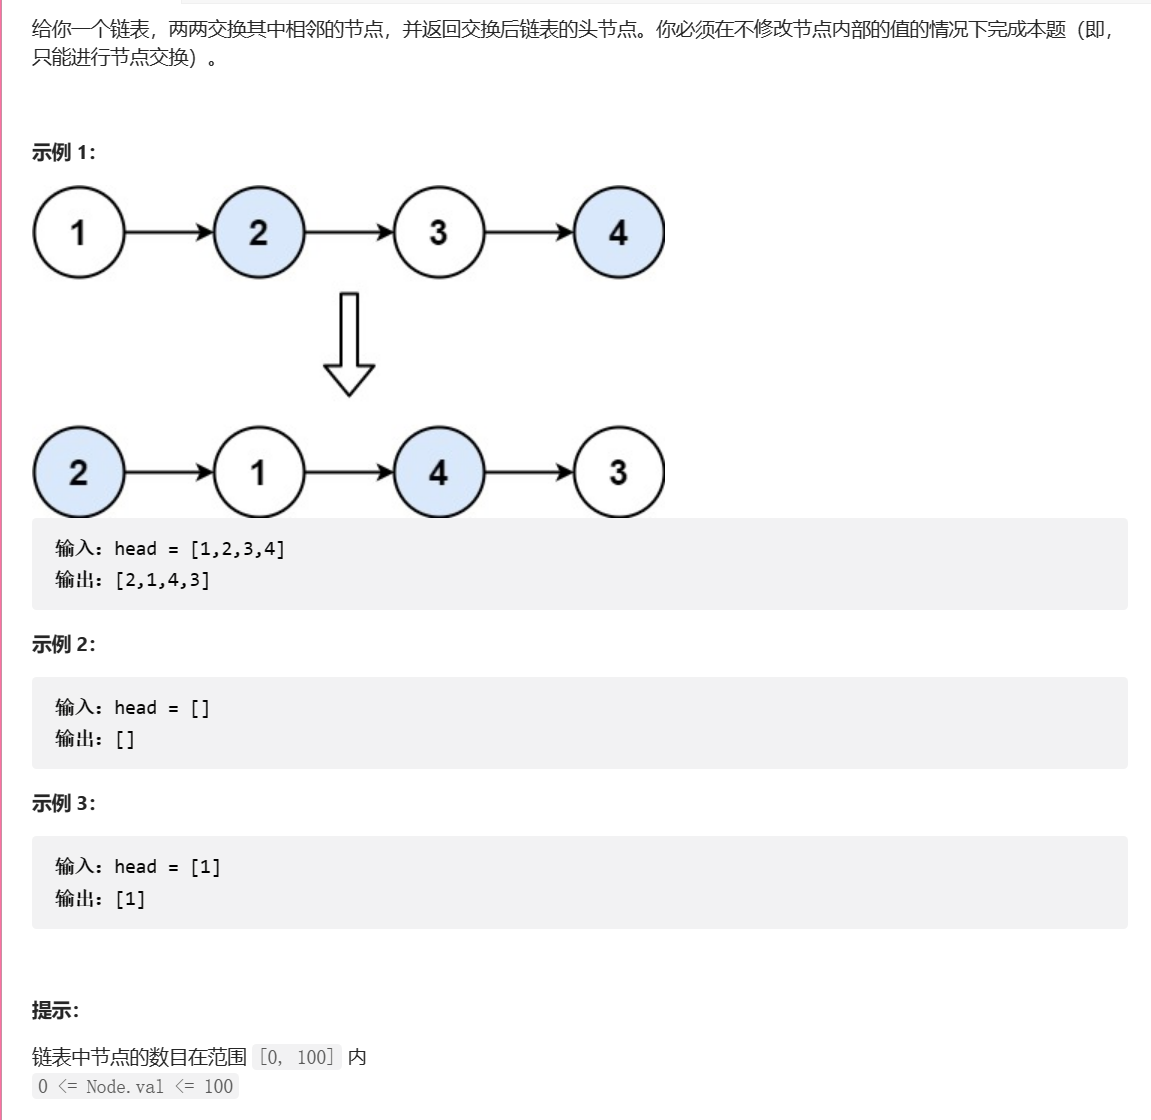 给你一个链表，两两交换其中相邻的节点，并返回交换后链表的头节点。你必须在不修改节点内部的值的情况下完成本题（即，
只能进行节点交换）。
示例 1：
1 2 3 4
2 1 4 3
输入：head = [1,2,3,4]
输出：[2,1,4,3]
示例 2：
输入：head = []
输出：[]
示例 3：
输入：head = [1]
输出：[1]
提示：
链表中节点的数目在范围 [0, 100] 内
0 <= Node.val <= 100